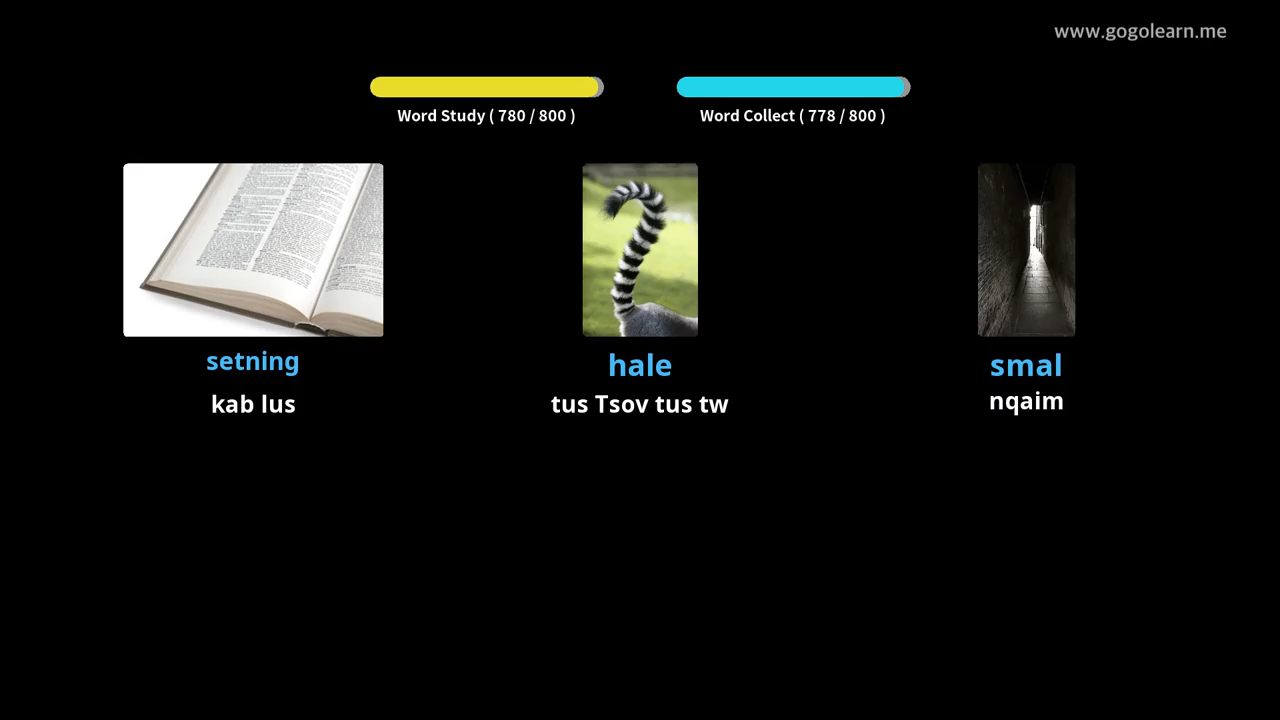 www.gogolearn.me
Word Study ( 780 / 800 )
Word Collect ( 778 / 800 )
setning
hale
smal
kab lus
tus Tsov tus tw
nqaim